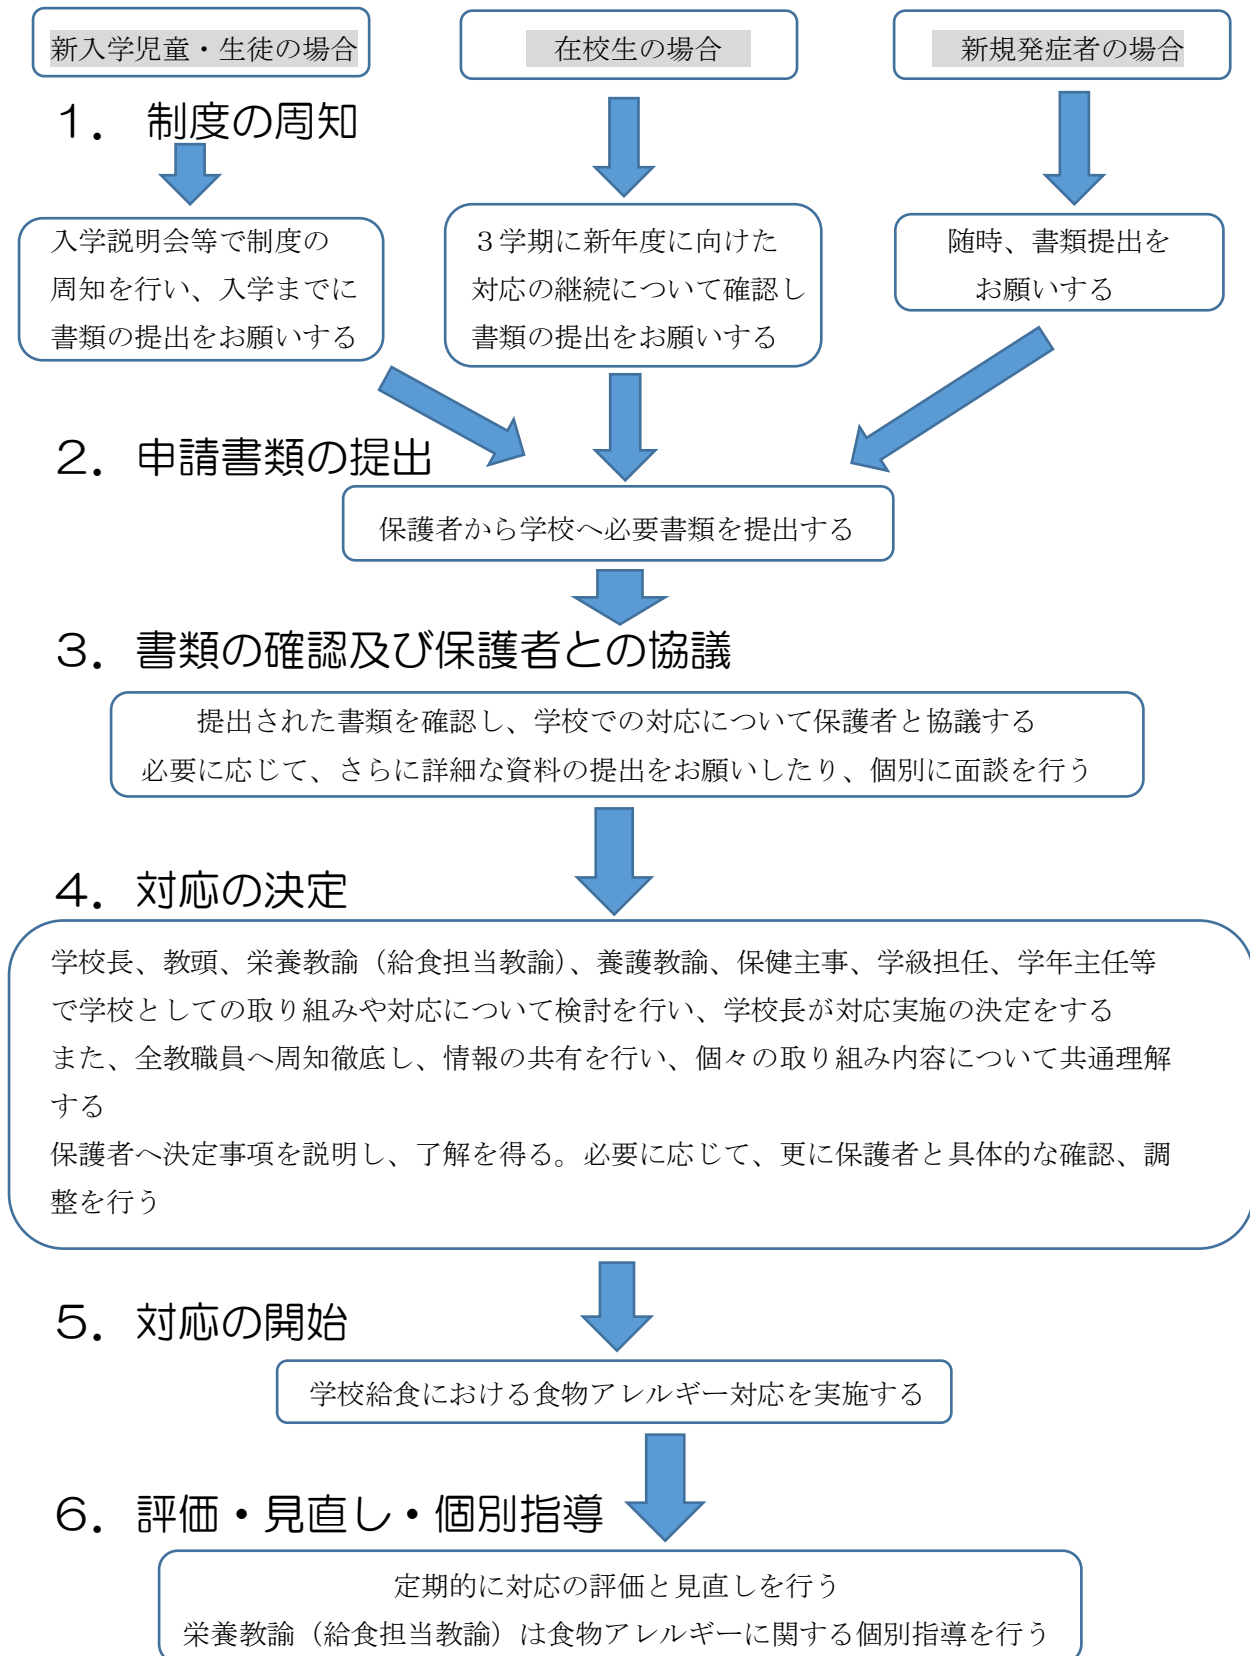 新入学児童・生徒の場合
在校生の場合
新規発症者の場合
１． 制度の周知
入学説明会等で制度の
周知を行い、入学までに
書類の提出をお願いする
３学期に新年度に向けた
対応の継続について確認し
書類の提出をお願いする
随時、書類提出を
お願いする
２．申請書類の提出
保護者から学校へ必要書類を提出する
３．書類の確認及び保護者との協議
提出された書類を確認し、学校での対応について保護者と協議する
必要に応じて、さらに詳細な資料の提出をお願いしたり、個別に面談を行う
４．対応の決定
学校長、教頭、栄養教諭（給食担当教諭）、養護教諭、保健主事、学級担任、学年主任等
で学校としての取り組みや対応について検討を行い、学校長が対応実施の決定をする
また、全教職員へ周知徹底し、情報の共有を行い、個々の取り組み内容について共通理解
する
保護者へ決定事項を説明し、了解を得る。必要に応じて、更に保護者と具体的な確認、調
整を行う
５．対応の開始
学校給食における食物アレルギー対応を実施する
６．評価・見直し・個別指導
定期的に対応の評価と見直しを行う
栄養教諭（給食担当教諭）は食物アレルギーに関する個別指導を行う